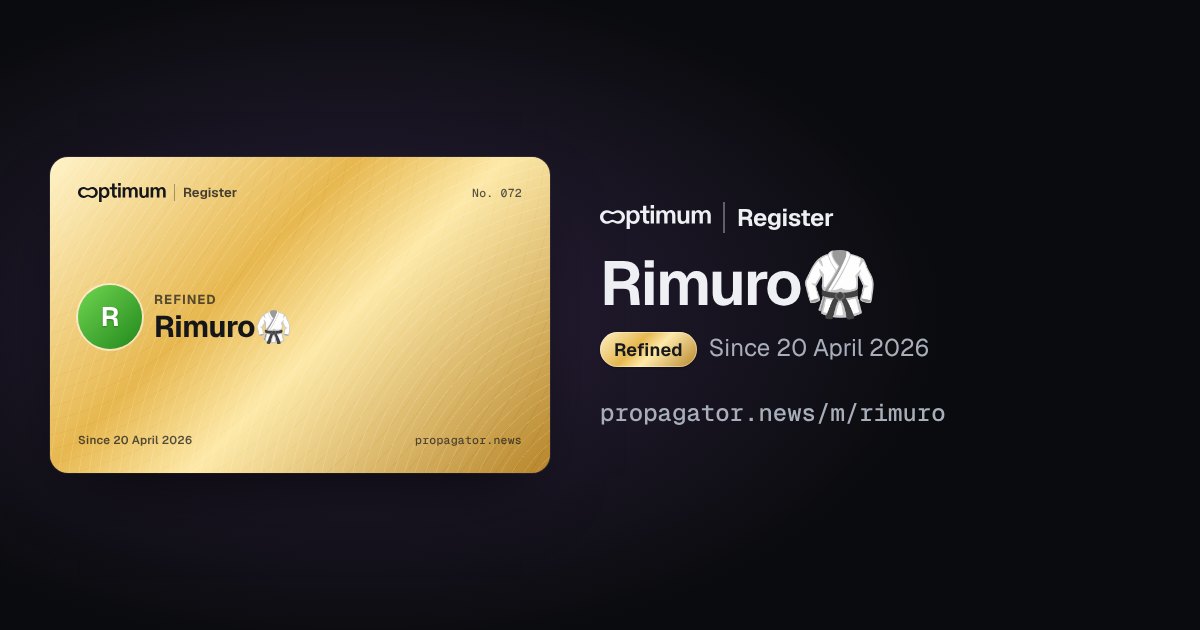 optimum | Register
No. 072
R
REFINED
Rimuro🥋
Since 20 April 2026
propagator.news
optimum | Register
Rimuro🥋
Refined Since 20 April 2026
propagator.news/m/rimuro